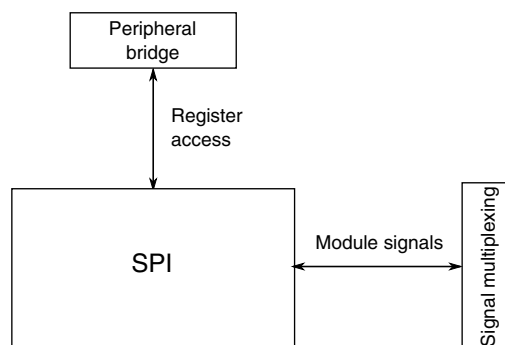 Peripheral
bridge
Register
access
SPI
Module signals
Signal multiplexing